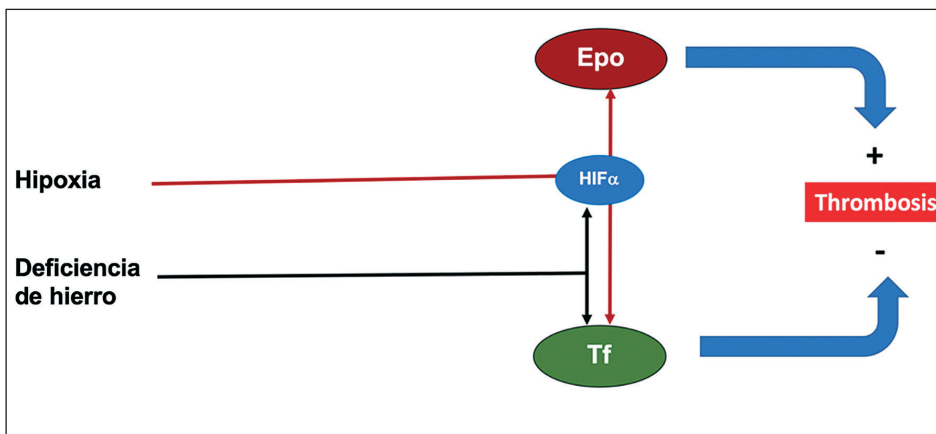 Epo
Hipoxia
HIFα
+
Thrombosis
-
Deficiencia
de hierro
Tf